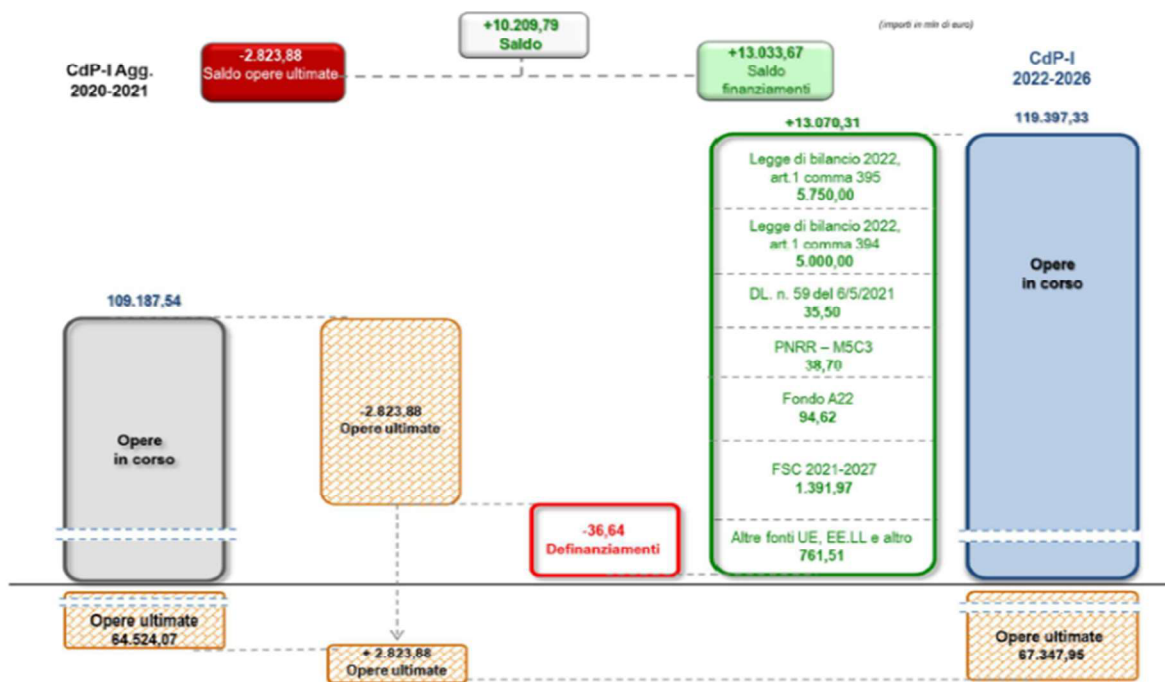 (importi in mln di euro)
+10.209,79
Saldo
-2.823,88
Saldo opere ultimate
+13.033,67
Saldo
finanziamenti
CdP-I Agg.
2020-2021
CdP-I
2022-2026
+13.070,31
119.397,33
Legge di bilancio 2022,
art.1 comma 395
5.750,00
Legge di bilancio 2022,
art.1 comma 394
5.000,00
DL. n. 59 del 6/5/2021
35,50
PNRR – M5C3
38,70
Fondo A22
94,62
FSC 2021-2027
1.391,97
Altre fonti UE, EE.LL e altro
761,51
Opere
in corso
109.187,54
Opere
in corso
-2.823,88
Opere ultimate
-36,64
Definanziamenti
Opere ultimate
64.524,07
+ 2.823,88
Opere ultimate
Opere ultimate
67.347,95